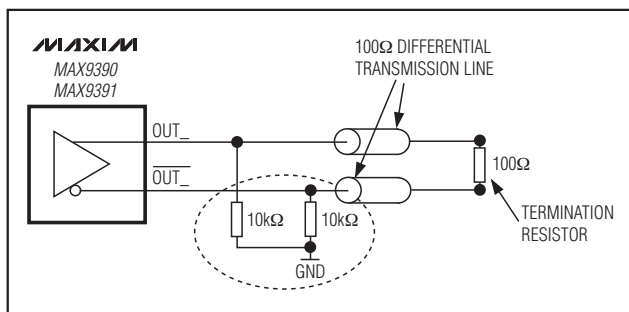 MAXIM
MAX9390
MAX9391
100Ω DIFFERENTIAL
TRANSMISSION LINE
OUT_
OUT_
100Ω
10kΩ
10kΩ
TERMINATION
RESISTOR
GND